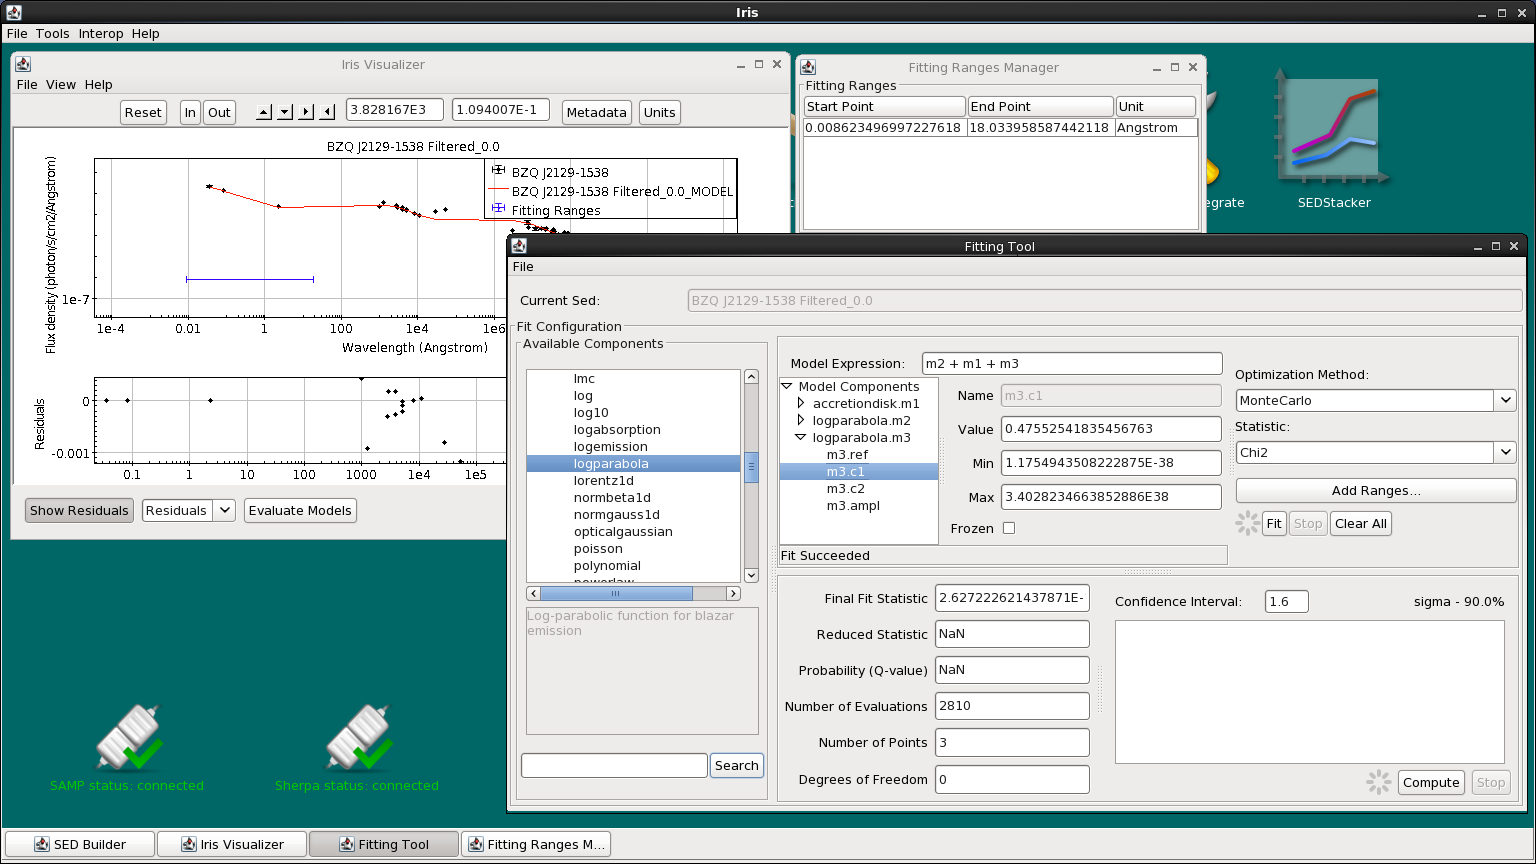 Iris
File Tools Interop Help
Iris Visualizer
File View Help
Reset In Out 3.828167E3 1.094007E-1 Metadata Units
BZQ J2129-1538 Filtered_0.0
BZQ J2129-1538
BZQ J2129-1538 Filtered_0.0_MODEL
Fitting Ranges
Flux density (photon/s/cm2/Angstrom)
1e-7
1e-4 0.01 1 100 1e4 1e6
Wavelength (Angstrom)
Residuals
0
-0.001
0.1 1 10 100 1000 1e4 1e5
Show Residuals Residuals Evaluate Models
Fitting Ranges Manager
Fitting Ranges
Start Point End Point Unit
0.008623496997227618 18.033958587442118 Angstrom
egrate
SEDStacker
Fitting Tool
File
Current Sed: BZQ J2129-1538 Filtered_0.0
Fit Configuration
Available Components
lmc
log
log10
logabsorption
logemission
logparabola
lorentz1d
normbeta1d
normgauss1d
opticalgaussian
poisson
polynomial
powerlaw
Log-parabolic function for blazar
emission
Search
Model Expression: m2 + m1 + m3
Model Components
accretiondisk.m1
logparabola.m2
logparabola.m3
m3.ref
m3.c1
m3.c2
m3.ampl
Name m3.c1
Value 0.47552541835456763
Min 1.1754943508222875E-38
Max 3.4028234663852886E38
Frozen
Fit Succeeded
Optimization Method:
MonteCarlo
Statistic:
Chi2
Add Ranges...
Fit Stop Clear All
Final Fit Statistic 2.627222621437871E-
Reduced Statistic NaN
Probability (Q-value) NaN
Number of Evaluations 2810
Number of Points 3
Degrees of Freedom 0
Confidence Interval: 1.6 sigma - 90.0%
Compute Stop
SAMP status: connected
Sherpa status: connected
SED Builder Iris Visualizer Fitting Tool Fitting Ranges M...